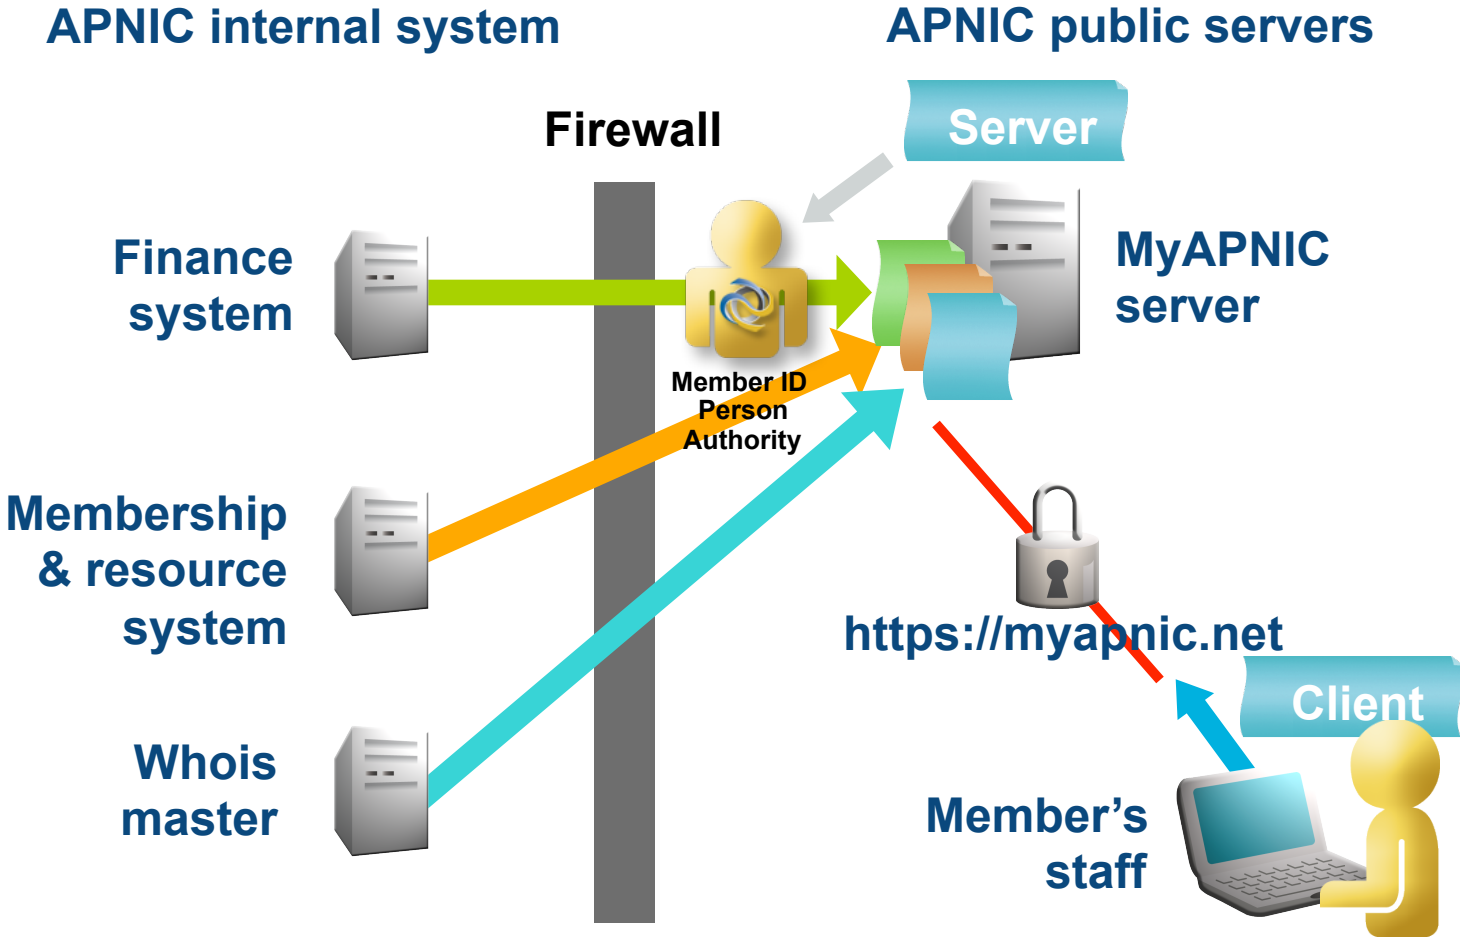 APNIC internal system
APNIC public servers
Firewall
Server
Finance
system
MyAPNIC
server
Member ID
Person
Authority
Membership
& resource
system
https://myapnic.net
Client
Whois
master
Member’s
staff